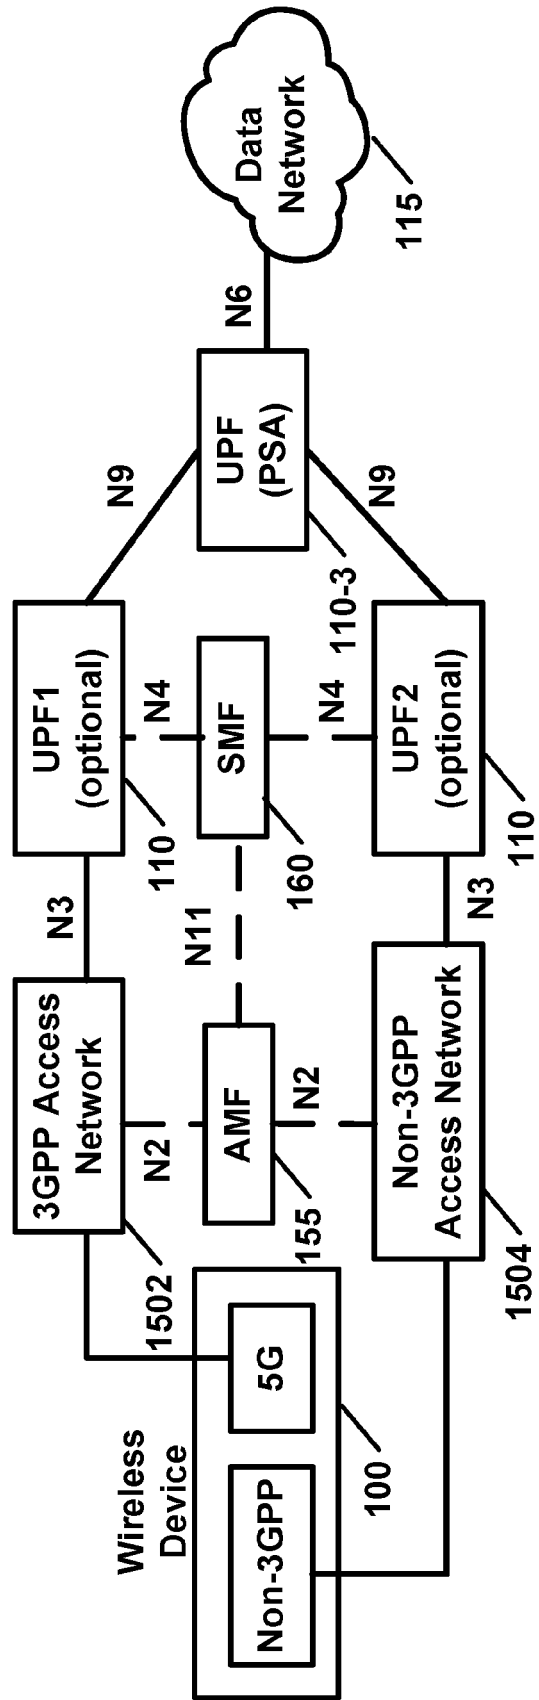 Wireless
Device
Non-3GPP
5G
100
3GPP Access
Network
1502
N2
AMF
155
N2
Non-3GPP
Access Network
1504
N3
N11
N3
UPF1
(optional)
110
N4
SMF
160
N4
UPF2
(optional)
110
N9
UPF
(PSA)
110-3
N9
N6
Data
Network
115